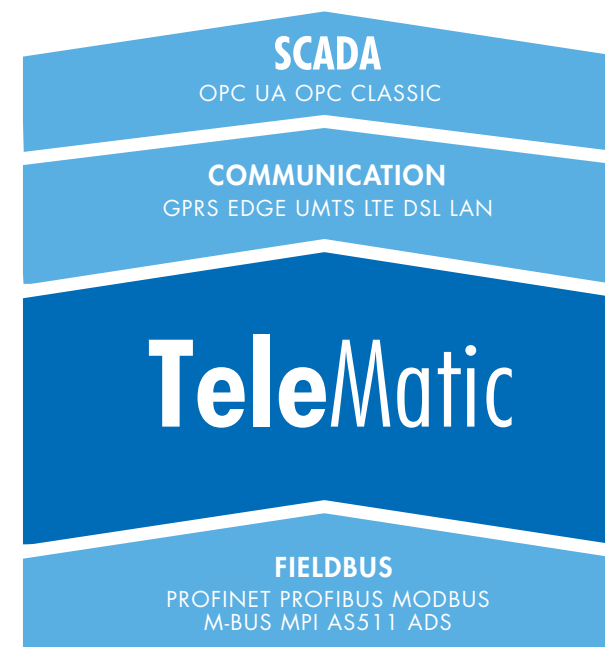 SCADA
OPC UA OPC CLASSIC
COMMUNICATION
GPRS EDGE UMTS LTE DSL LAN
TeleMatic
FIELDBUS
PROFINET PROFIBUS MODBUS
M-BUS MPI AS511 ADS